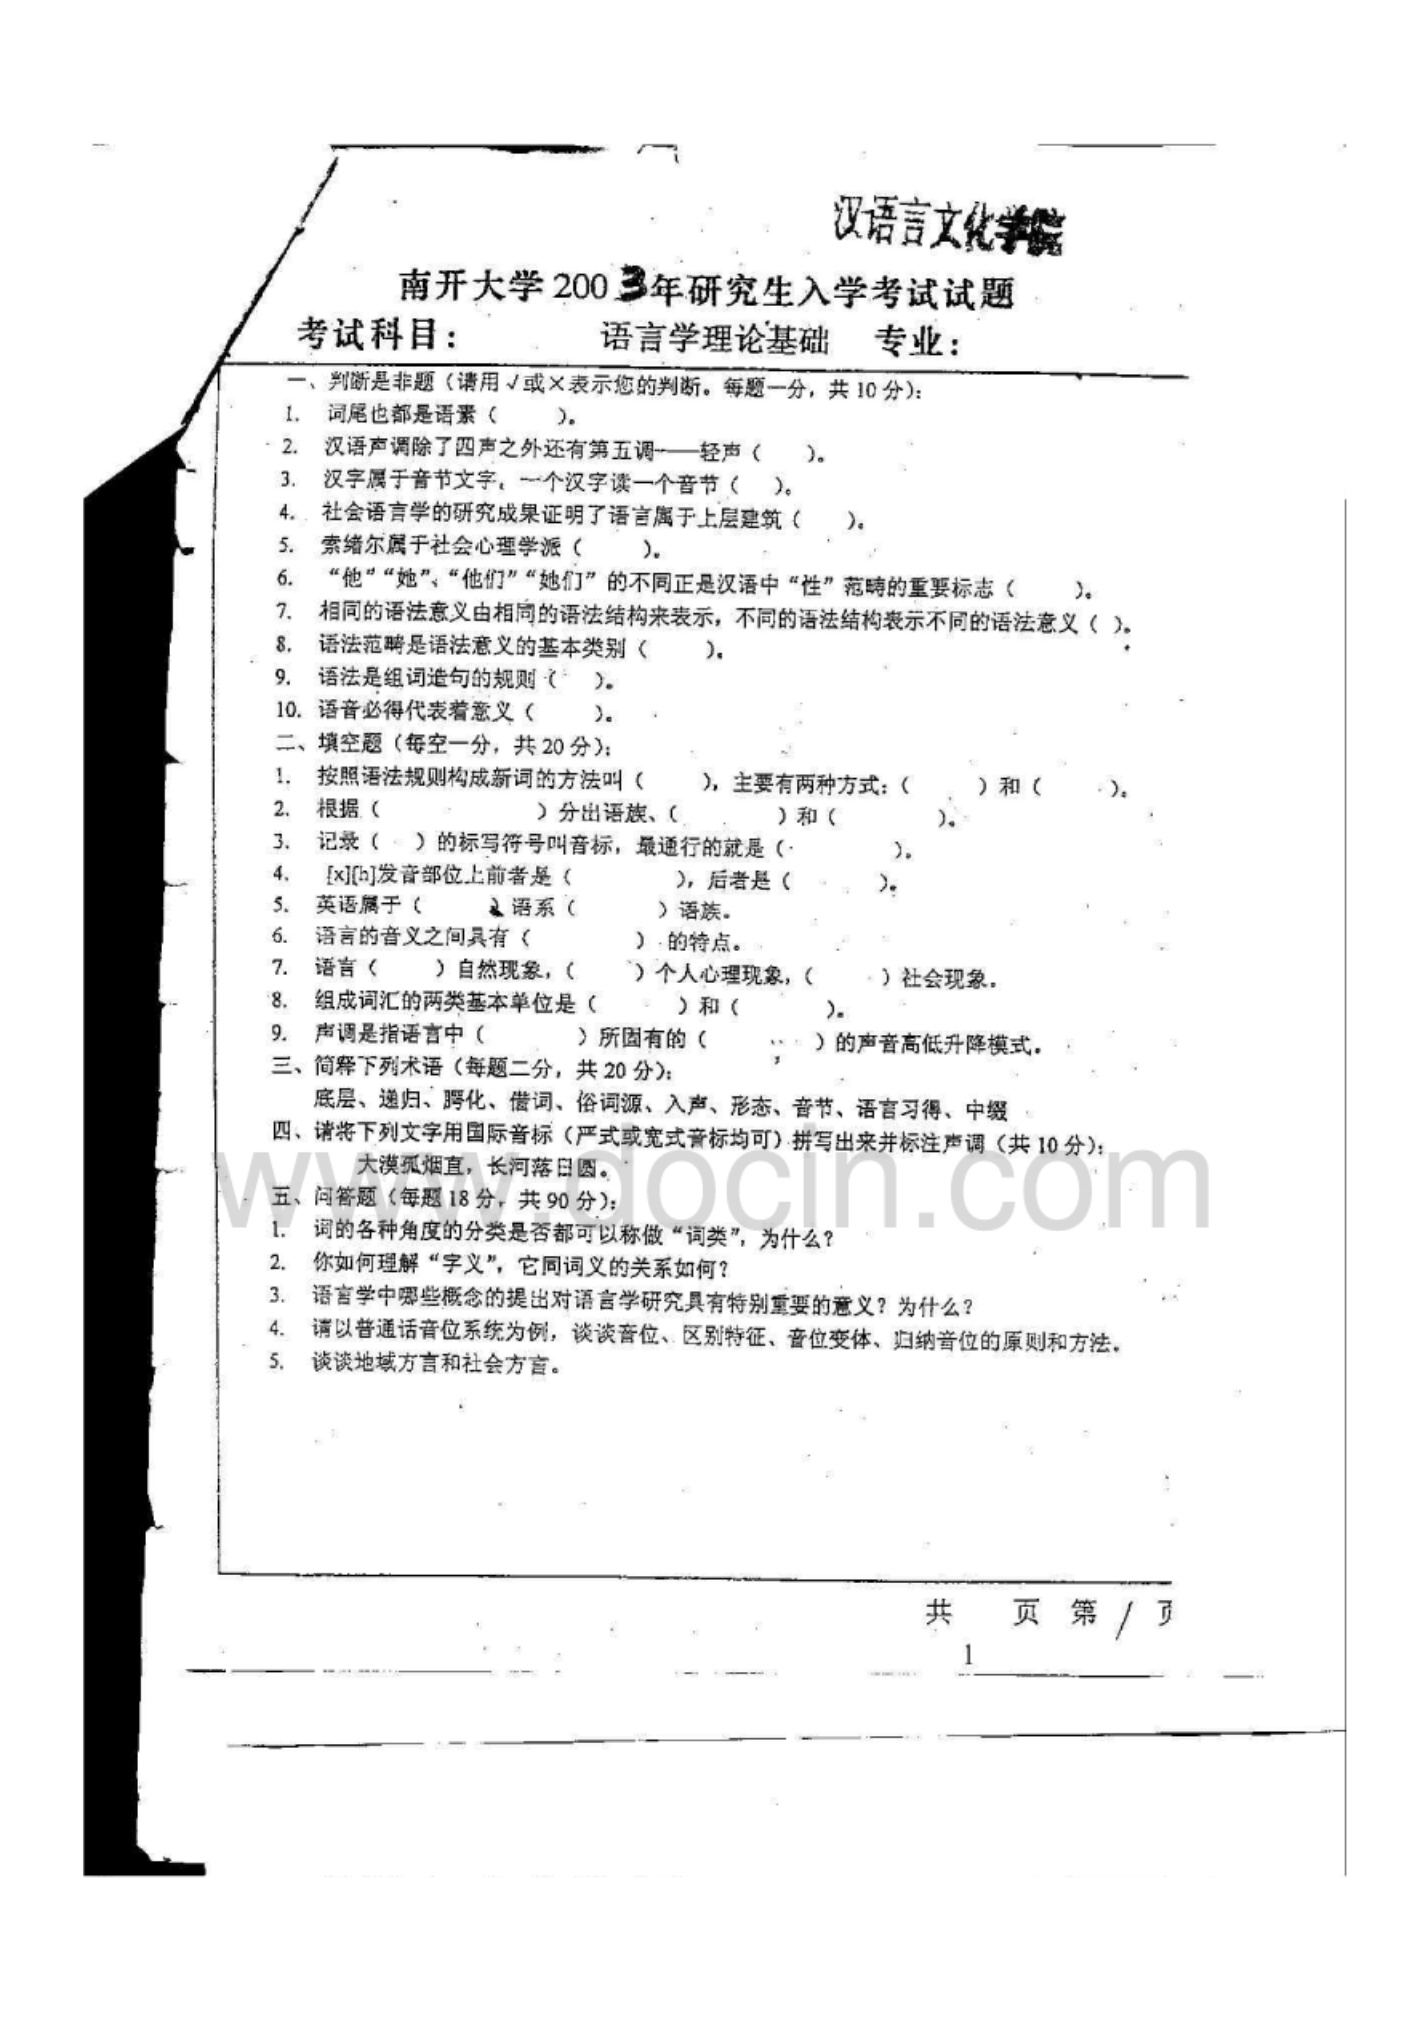 汉语言文化学院
南开大学2003年研究生入学考试试题
考试科目： 语言学理论基础 专业：
一、判断是非题（请用√或×表示您的判断。每题一分，共10分）：
1. 词尾也都是语素（ ）。
2. 汉语声调除了四声之外还有第五调——轻声（ ）。
3. 汉字属于音节文字，一个汉字读一个音节（ ）。
4. 社会语言学的研究成果证明了语言属于上层建筑（ ）。
5. 索绪尔属于社会心理学派（ ）。
6. “他”“她”、“他们”“她们”的不同正是汉语中“性”范畴的重要标志（ ）。
7. 相同的语法意义由相同的语法结构来表示，不同的语法结构表示不同的语法意义（ ）。
8. 语法范畴是语法意义的基本类别（ ）。
9. 语法是组词造句的规则（ ）。
10. 语音必得代表着意义（ ）。
二、填空题（每空一分，共20分）：
1. 按照语法规则构成新词的方法叫（ ），主要有两种方式：（ ）和（ ）。
2. 根据（ ）分出语族、（ ）和（ ）。
3. 记录（ ）的标写符号叫音标，最通行的就是（ ）。
4. [x][h]发音部位上前者是（ ），后者是（ ）。
5. 英语属于（ ）语系（ ）语族。
6. 语言的音义之间具有（ ）的特点。
7. 语言（ ）自然现象，（ ）个人心理现象，（ ）社会现象。
8. 组成词汇的两类基本单位是（ ）和（ ）。
9. 声调是指语言中（ ）所固有的（ ）的声音高低升降模式。
三、简释下列术语（每题二分，共20分）：
底层、递归、腭化、借词、俗词源、入声、形态、音节、语言习得、中缀
四、请将下列文字用国际音标（严式或宽式音标均可）拼写出来并标注声调（共10分）：
大漠孤烟直，长河落日圆。
五、问答题（每题18分，共90分）：
1. 词的各种角度的分类是否都可以称做“词类”，为什么？
2. 你如何理解“字义”，它同词义的关系如何？
3. 语言学中哪些概念的提出对语言学研究具有特别重要的意义？为什么？
4. 请以普通话音位系统为例，谈谈音位、区别特征、音位变体、归纳音位的原则和方法。
5. 谈谈地域方言和社会方言。
www.docin.com
共 页 第 1 页
1